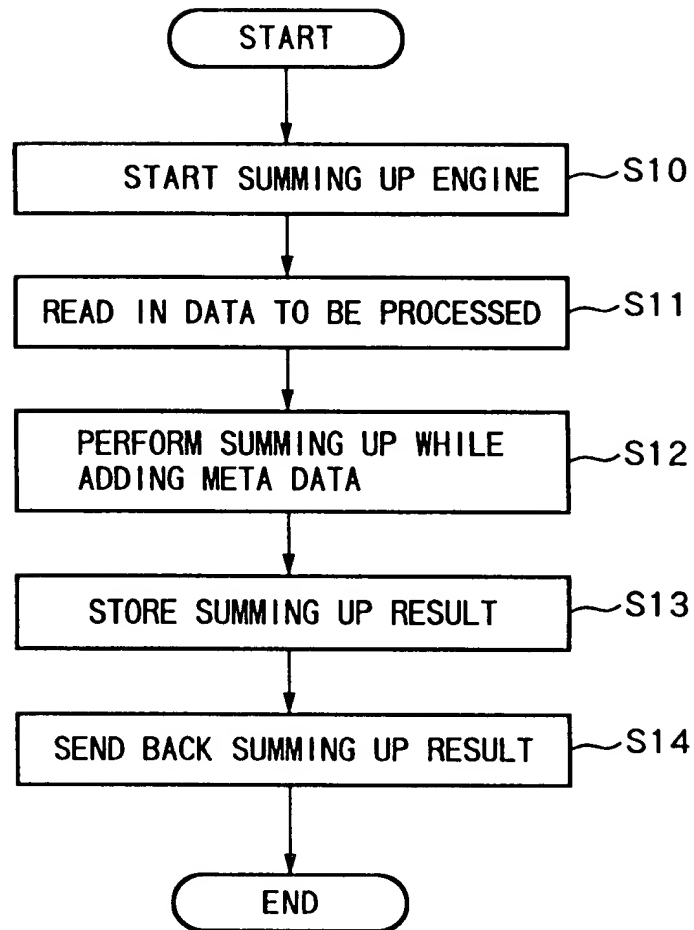 START
START SUMMING UP ENGINE
S10
READ IN DATA TO BE PROCESSED
S11
PERFORM SUMMING UP WHILE
ADDING META DATA
S12
STORE SUMMING UP RESULT
S13
SEND BACK SUMMING UP RESULT
S14
END